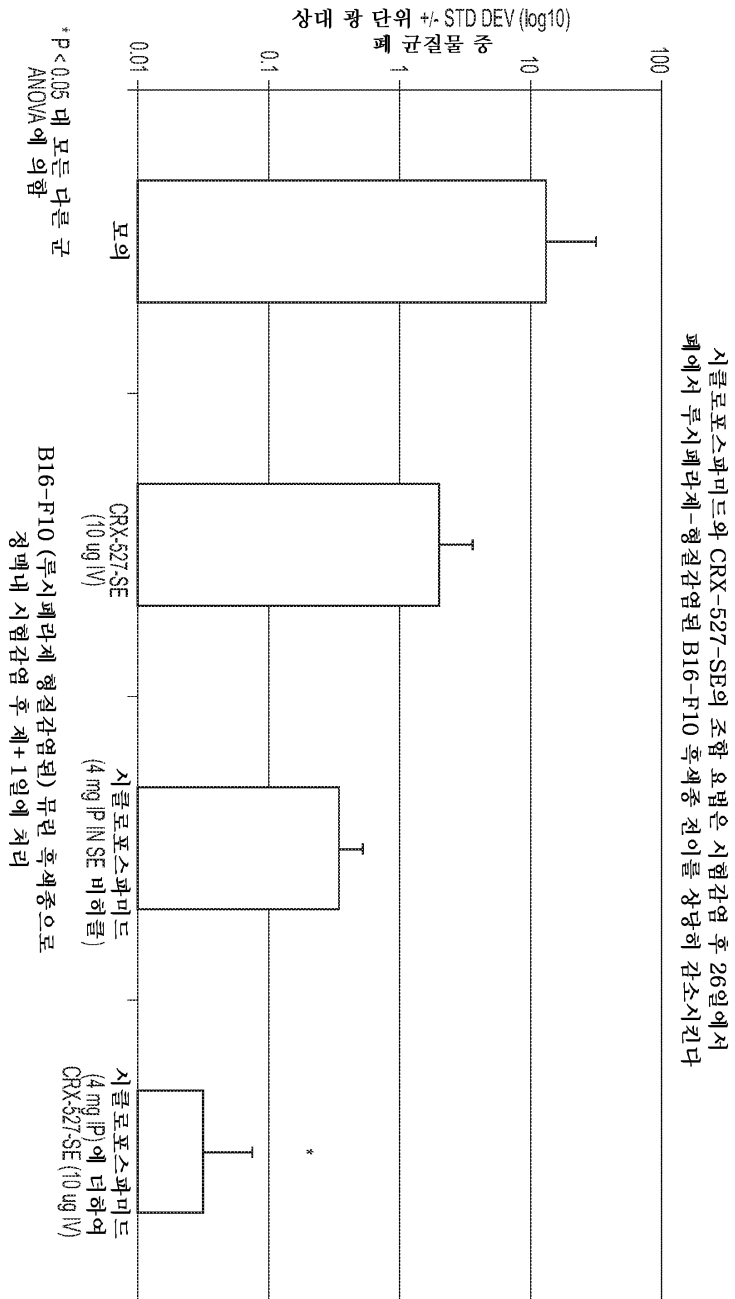 시클로포스파미드와 CRX-527-SE의 조합 요법은 시험감염 후 26일에서
폐에서 루시페라제-형질감염된 B16-F10 흑색종 전이를 상당히 감소시킨다
상대 광 단위 +/- STD DEV (log10)
폐 균질물 중
100
10
1
0.1
0.01
*
모의
CRX-527-SE
(10 ug IV)
시클로포스파미드
(4 mg IP IN SE 비히클)
시클로포스파미드
(4 mg IP)에 더하여
CRX-527-SE (10 ug IV)
B16-F10 (루시페라제 형질감염된) 뮤린 흑색종으로
정맥내 시험감염 후 제+1일에 처리
* P < 0.05 대 모든 다른 군
ANOVA에 의함